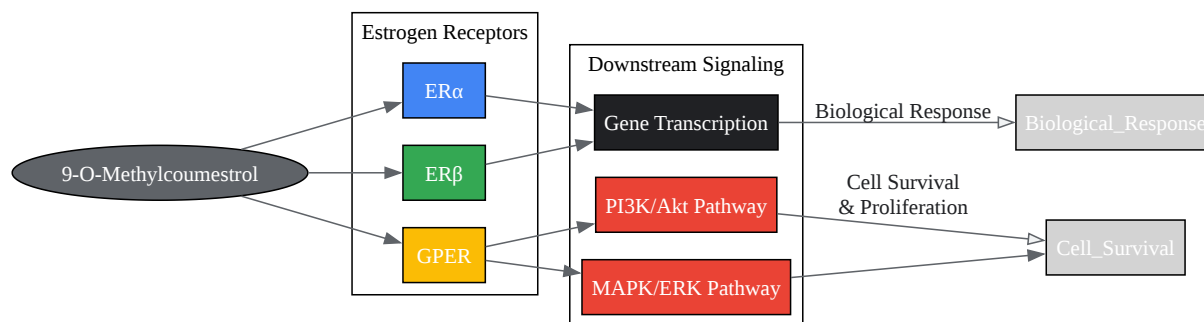 Estrogen Receptors
Downstream Signaling
ERα
Gene Transcription
Biological Response
Biological_Response
9-O-Methylcoumestrol
ERβ
PI3K/Akt Pathway
Cell Survival
& Proliferation
GPER
MAPK/ERK Pathway
Cell_Survival